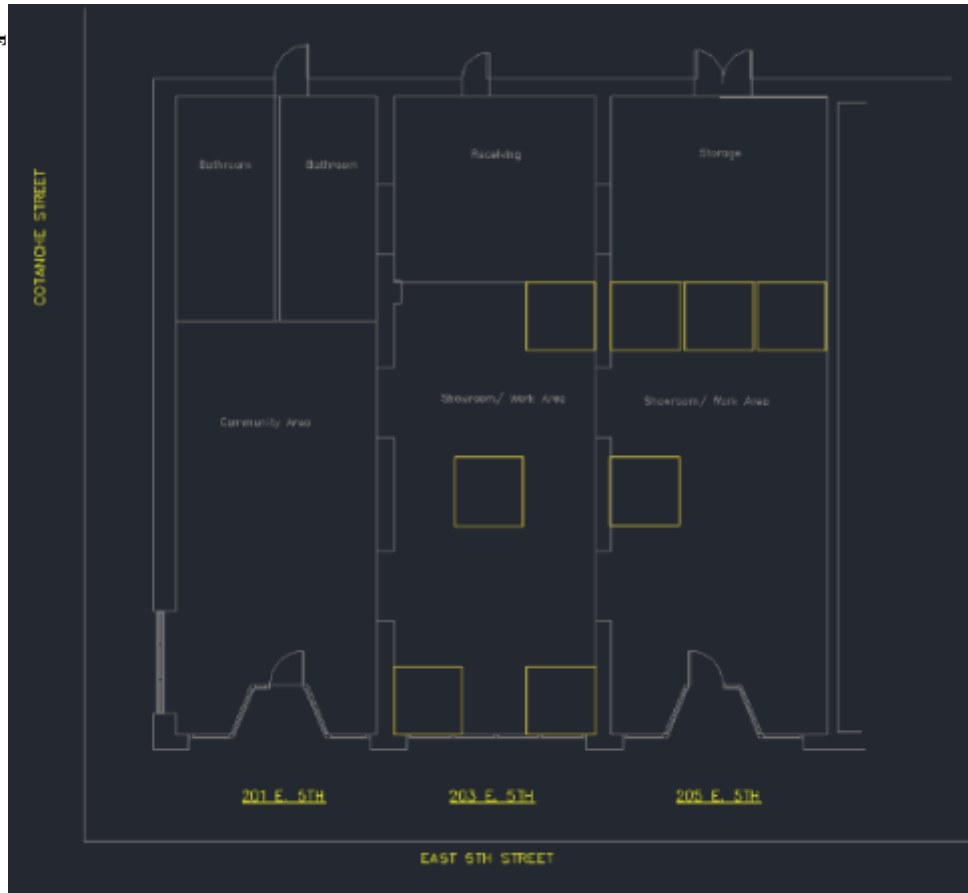 COTANCHE STREET
Bathroom
Bathroom
Receiving
Storage
Community Area
Showroom/ Work Area
Showroom/ Work Area
201 E. 5TH
203 E. 5TH
205 E. 5TH
EAST 5TH STREET